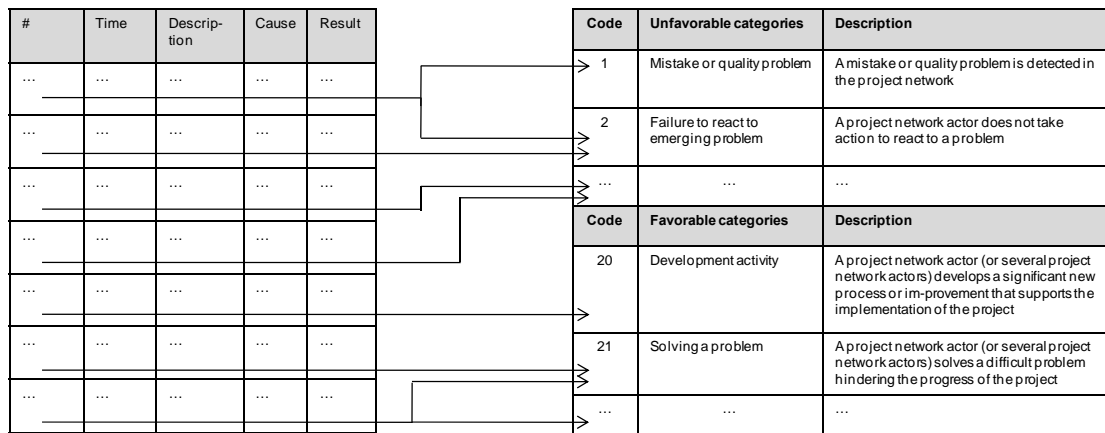 # Time Descrip-
tion Cause Result
… … … … …
… … … … …
… … … … …
… … … … …
… … … … …
… … … … …
… … … … …
Code Unfavorable categories Description
1 Mistake or quality problem A mistake or quality problem is detected in
the project network
2 Failure to react to A project network actor does not take
emerging problem action to react to a problem
… … …
Code Favorable categories Description
20 Development activity A project network actor (or several project
network actors) develops a significant new
process or im-provement that supports the
implementation of the project
21 Solving a problem A project network actor (or several project
network actors) solves a difficult problem
hindering the progress of the project
… … …